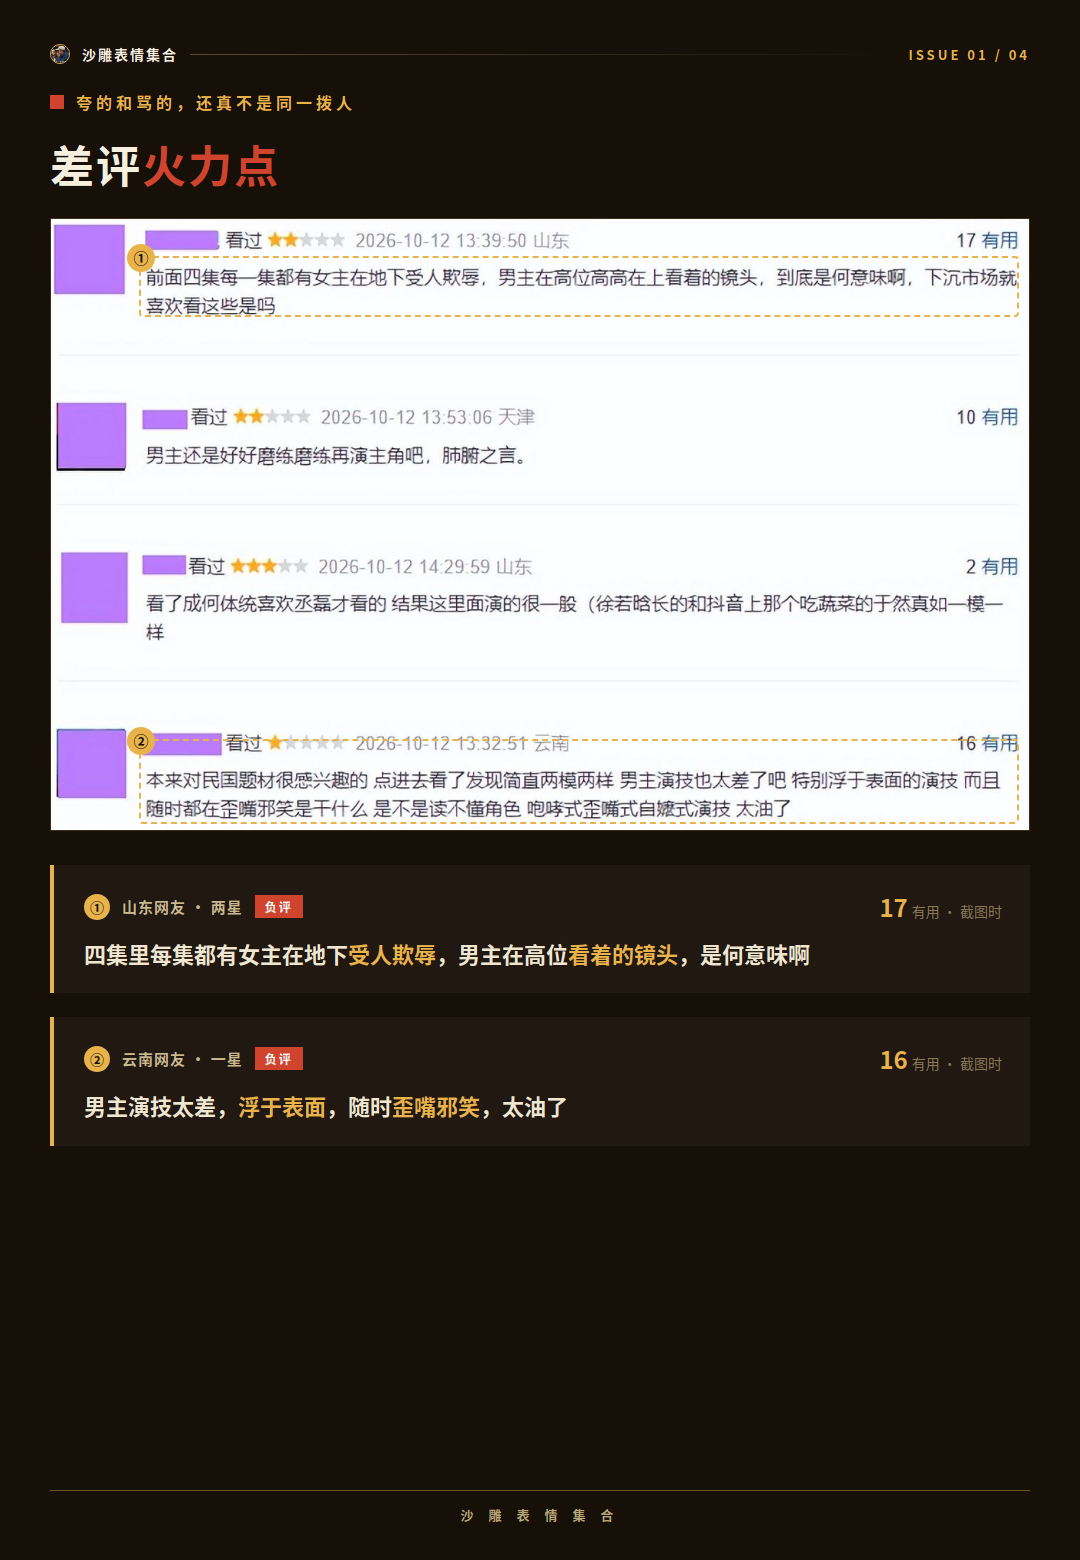 沙雕表情集合
ISSUE 01 / 04
夸的和骂的，还真不是同一拨人
差评火力点
看过 2026-10-12 13:39:50 山东 17 有用
①
前面四集每一集都有女主在地下受人欺辱，男主在高位高高在上看着的镜头，到底是何意味啊，下沉市场就
喜欢看这些是吗
看过 2026-10-12 13:53:06 天津 10 有用
男主还是好好磨练磨练再演主角吧，肺腑之言。
看过 2026-10-12 14:29:59 山东 2 有用
看了成何体统喜欢丞磊才看的 结果这里面演的很一般（徐若晗长的和抖音上那个吃蔬菜的于然真如一模一
样
② 看过 2026-10-12 13:32:51 云南 16 有用
本来对民国题材很感兴趣的 点进去看了发现简直两模两样 男主演技也太差了吧 特别浮于表面的演技 而且
随时都在歪嘴邪笑是干什么 是不是读不懂角色 咆哮式歪嘴式自嬷式演技 太油了
① 山东网友 · 两星 负评 17 有用 · 截图时
四集里每集都有女主在地下受人欺辱，男主在高位看着的镜头，是何意味啊
② 云南网友 · 一星 负评 16 有用 · 截图时
男主演技太差，浮于表面，随时歪嘴邪笑，太油了
沙雕表情集合